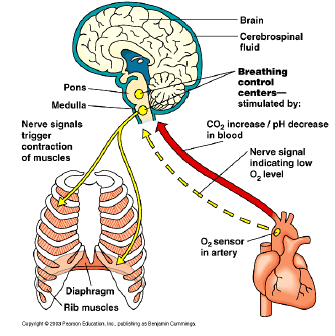 Brain
Cerebrospinal
fluid
Pons
Medulla
Breathing
control
centers—
stimulated by:
Nerve signals
trigger
contraction
of muscles
CO2 increase / pH decrease
in blood
Nerve signal
indicating low
O2 level
O2 sensor
in artery
Diaphragm
Rib muscles
Copyright © 2003 Pearson Education, Inc., publishing as Benjamin Cummings.